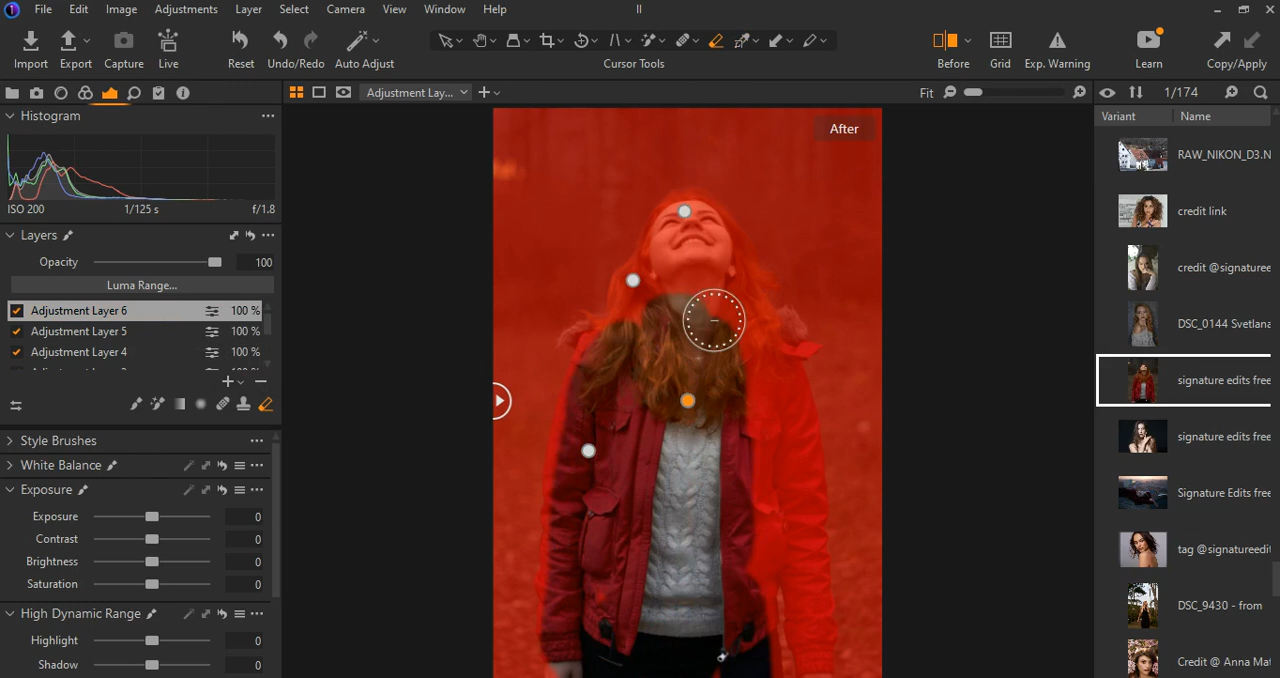 File Edit Image Adjustments Layer Select Camera View Window Help
Import Export Capture Live Reset Undo/Redo Auto Adjust Cursor Tools Before Grid Exp. Warning Learn Copy/Apply
Adjustment Lay... Fit 1/174
Histogram
ISO 200 1/125 s f/1.8
Layers
Opacity 100
Luma Range...
Adjustment Layer 6 100 %
Adjustment Layer 5 100 %
Adjustment Layer 4 100 %
Style Brushes
White Balance
Exposure
Exposure 0
Contrast 0
Brightness 0
Saturation 0
High Dynamic Range
Highlight 0
Shadow 0
After
Variant Name
RAW_NIKON_D3.N
credit link
credit @signaturee
DSC_0144 Svetlana
signature edits free
signature edits free
Signature Edits free
tag @signatureedit
DSC_9430 - from
Credit @ Anna Mat